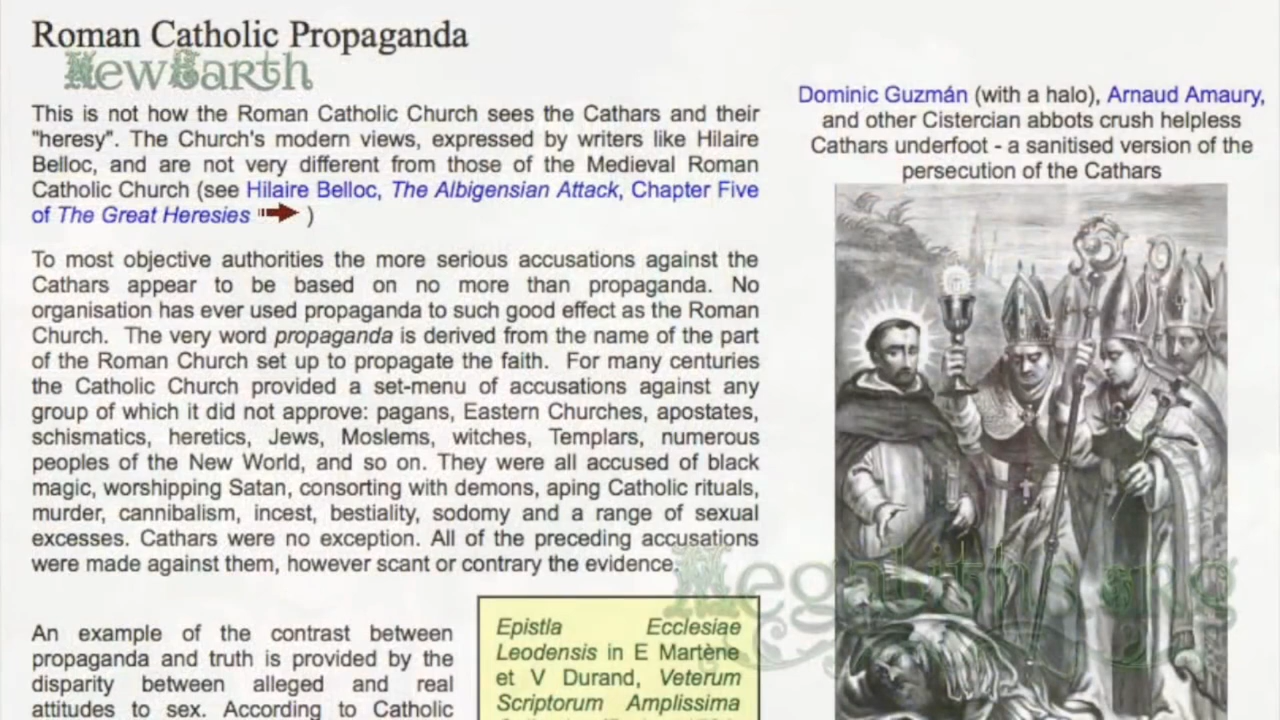 Roman Catholic Propaganda
NewEarth
This is not how the Roman Catholic Church sees the Cathars and their
"heresy". The Church's modern views, expressed by writers like Hilaire
Belloc, and are not very different from those of the Medieval Roman
Catholic Church (see Hilaire Belloc, The Albigensian Attack, Chapter Five
of The Great Heresies )
To most objective authorities the more serious accusations against the
Cathars appear to be based on no more than propaganda. No
organisation has ever used propaganda to such good effect as the Roman
Church. The very word propaganda is derived from the name of the part
of the Roman Church set up to propagate the faith. For many centuries
the Catholic Church provided a set-menu of accusations against any
group of which it did not approve: pagans, Eastern Churches, apostates,
schismatics, heretics, Jews, Moslems, witches, Templars, numerous
peoples of the New World, and so on. They were all accused of black
magic, worshipping Satan, consorting with demons, aping Catholic rituals,
murder, cannibalism, incest, bestiality, sodomy and a range of sexual
excesses. Cathars were no exception. All of the preceding accusations
were made against them, however scant or contrary the evidence.
An example of the contrast between
propaganda and truth is provided by the
disparity between alleged and real
attitudes to sex. According to Catholic
Epistla Ecclesiae
Leodensis in E Martène
et V Durand, Veterum
Scriptorum Amplissima
Dominic Guzmán (with a halo), Arnaud Amaury,
and other Cistercian abbots crush helpless
Cathars underfoot - a sanitised version of the
persecution of the Cathars